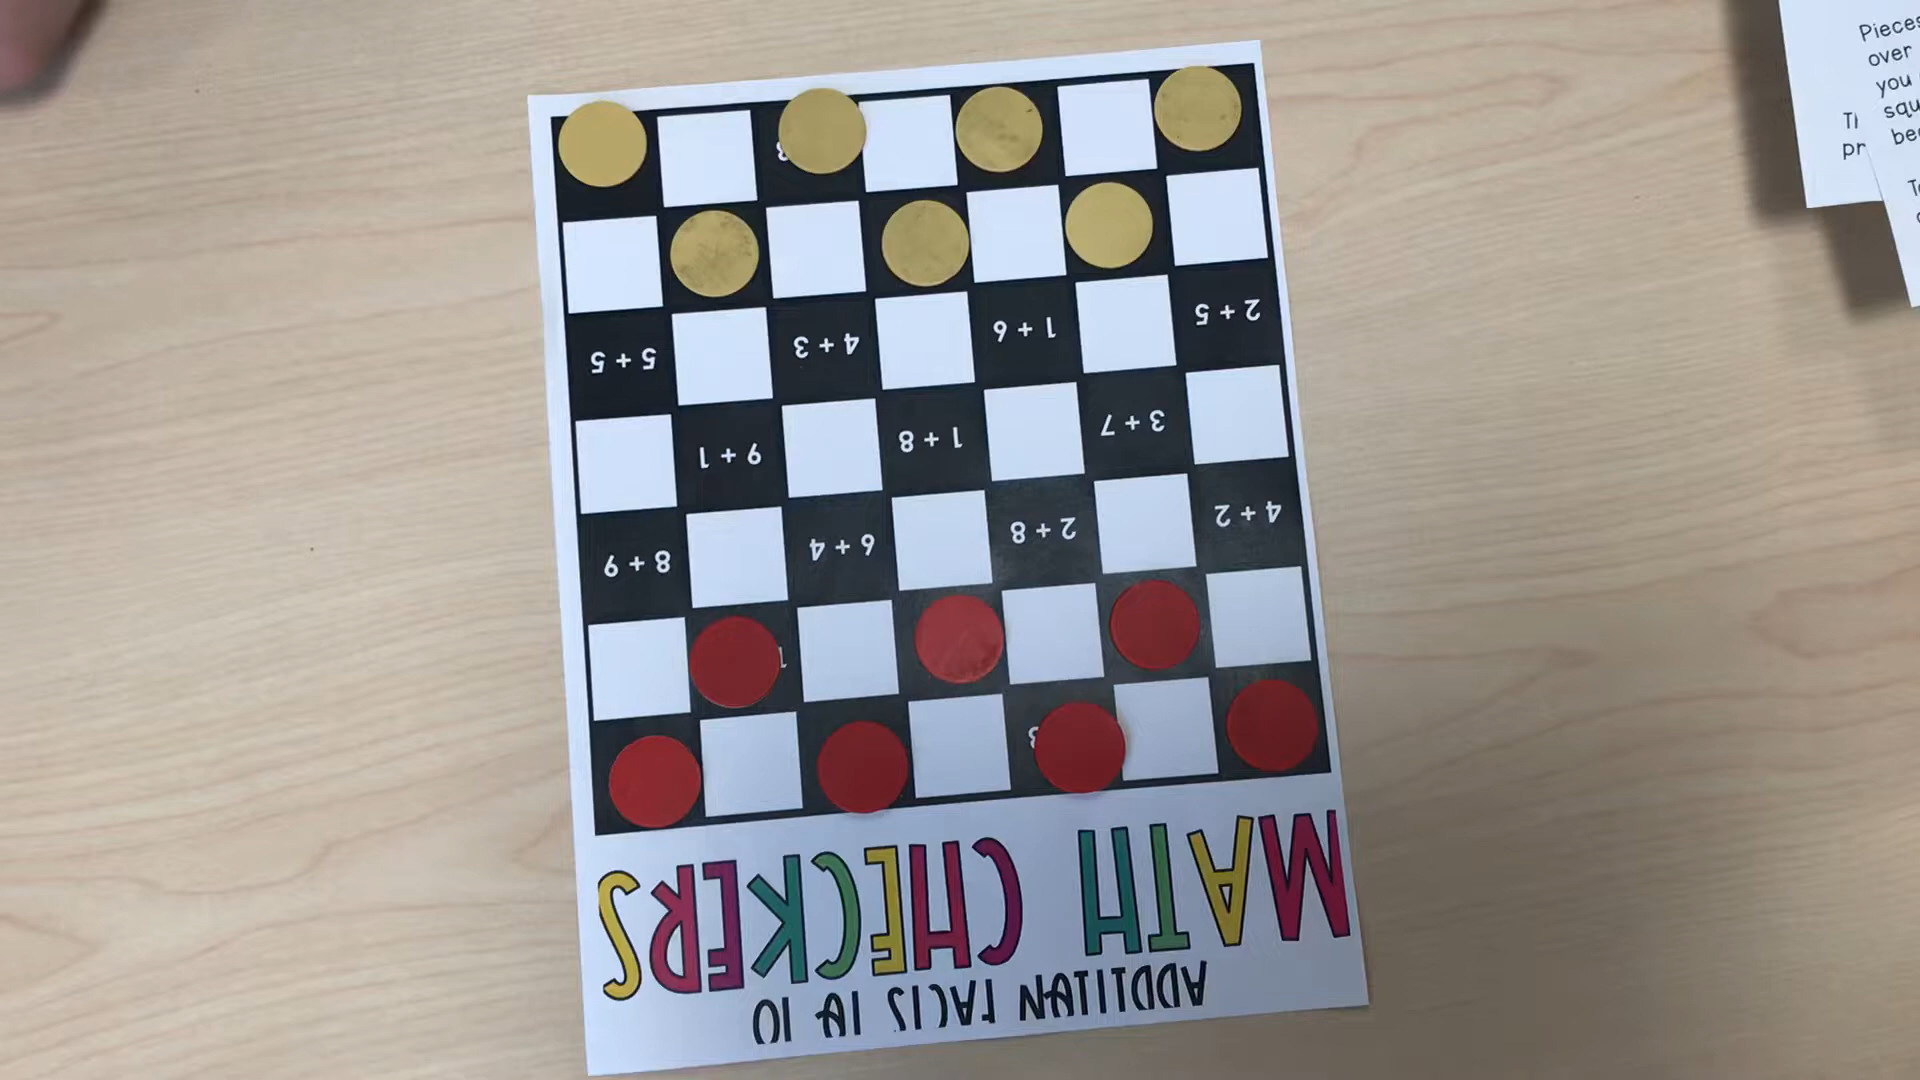 ADDITION FACTS TO 10
MATH CHECKERS
4 + 2 2 + 8 6 + 4 8 + 9
3 + 7 1 + 8 9 + 1
2 + 5 1 + 6 4 + 3 5 + 5
Pieces
over
you